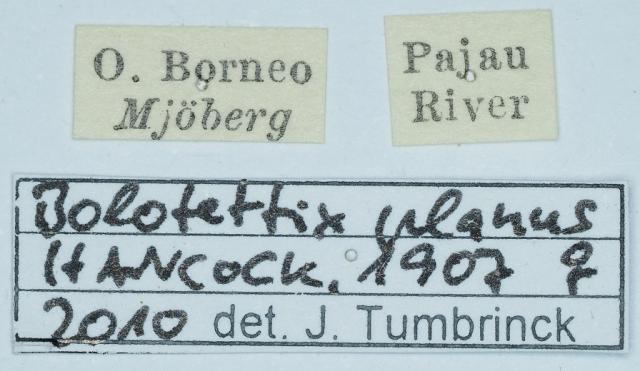 O. Borneo
Mjöberg
Pajau
River
Bolotettix planus
HANCOCK, 1907 ♀
2010 det. J. Tumbrinck